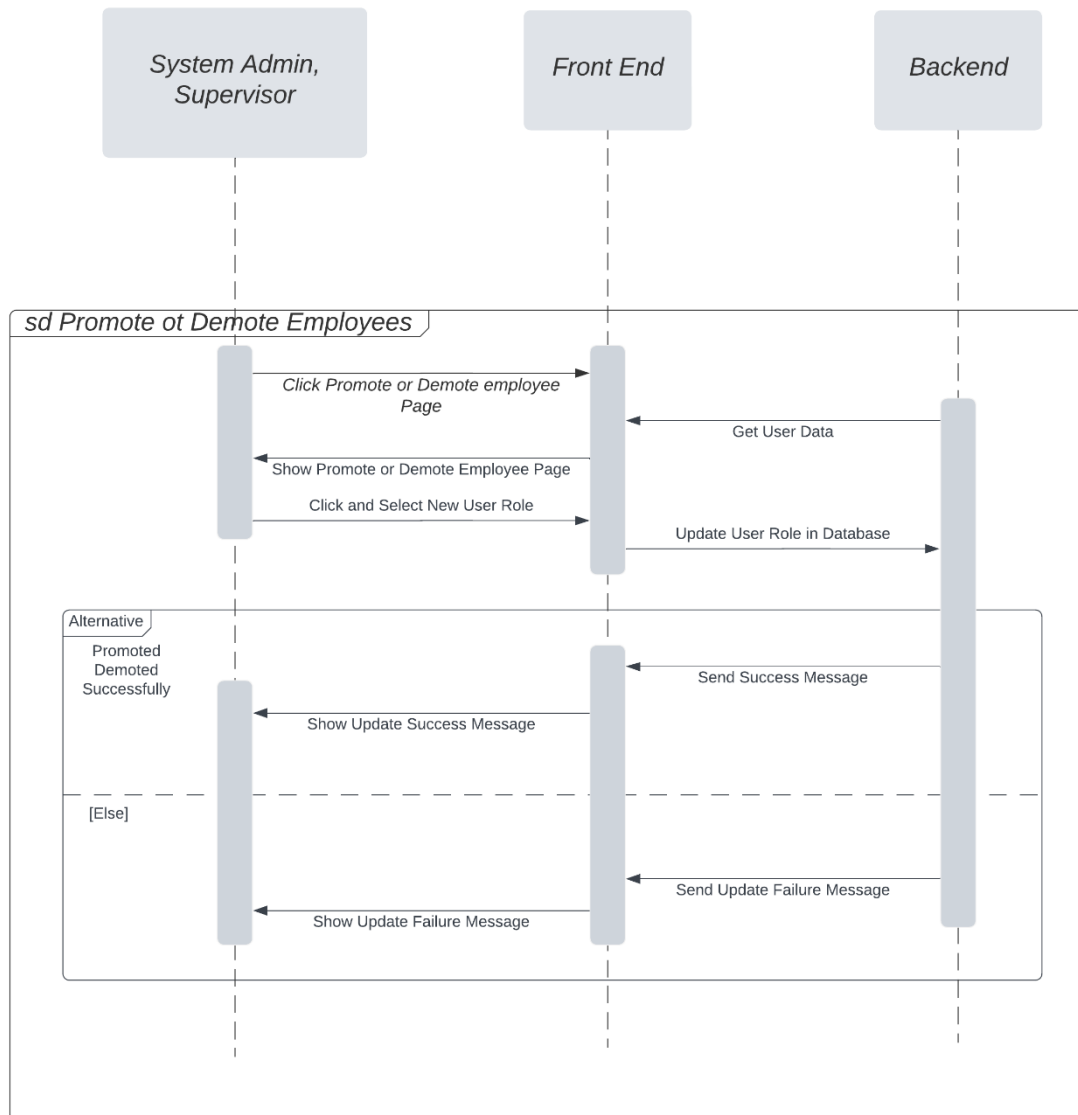 System Admin,
Supervisor
Front End
Backend
sd Promote ot Demote Employees
Click Promote or Demote employee
Page
Get User Data
Show Promote or Demote Employee Page
Click and Select New User Role
Update User Role in Database
Alternative
Promoted
Demoted
Successfully
Send Success Message
Show Update Success Message
[Else]
Send Update Failure Message
Show Update Failure Message